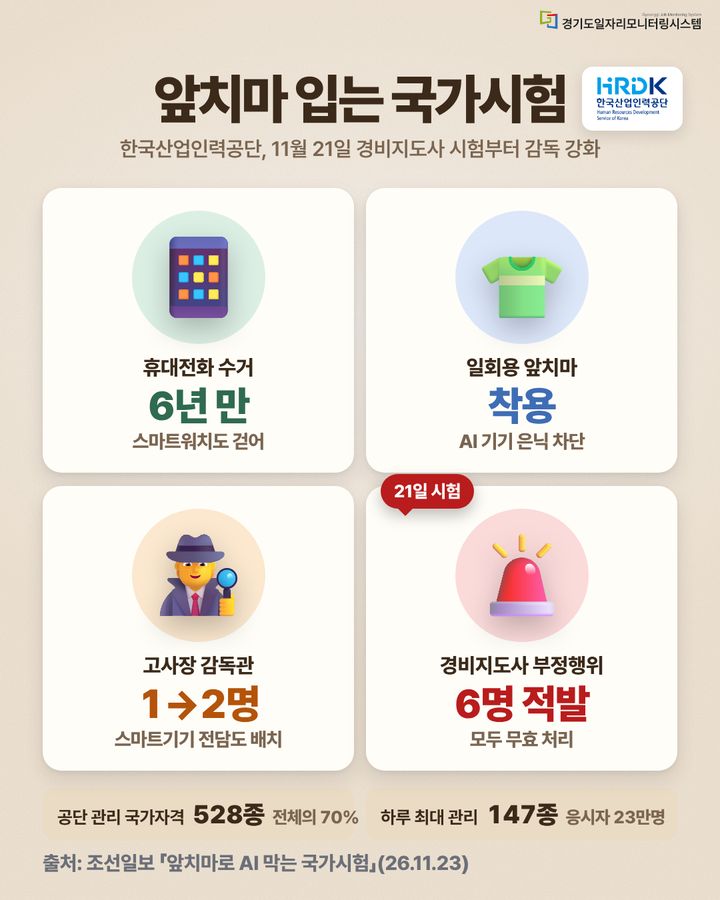 경기도일자리모니터링시스템
앞치마 입는 국가시험
HRDK
한국산업인력공단
Human Resources Development
Service of Korea
한국산업인력공단, 11월 21일 경비지도사 시험부터 감독 강화
휴대전화 수거
6년 만
스마트워치도 걷어
일회용 앞치마
착용
AI 기기 은닉 차단
고사장 감독관
1→2명
스마트기기 전담도 배치
21일 시험
경비지도사 부정행위
6명 적발
모두 무효 처리
공단 관리 국가자격 528종 전체의 70%
하루 최대 관리 147종 응시자 23만명
출처: 조선일보 「앞치마로 AI 막는 국가시험」(26.11.23)